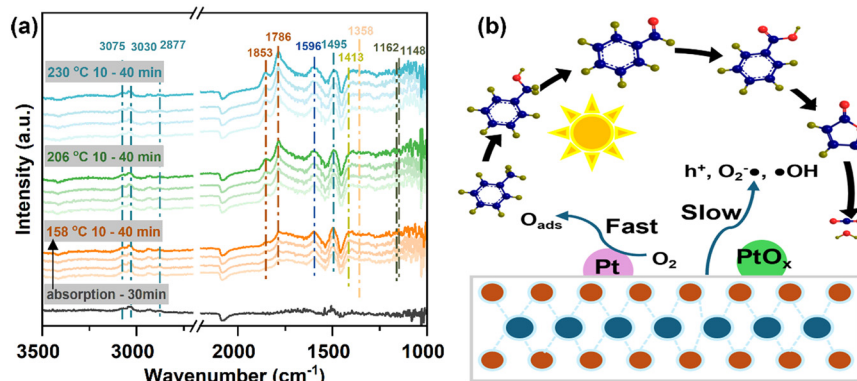 (a)
3075 3030 2877
1853 1786 1596 1495 1413 1358 1162 1148
230 °C 10 - 40 min
206 °C 10 - 40 min
158 °C 10 - 40 min
absorption - 30min
Intensity (a.u.)
3500 3000 2000 1500 1000
Wavenumber (cm⁻¹)
(b)
h⁺, O₂⁻•, •OH
Oads Fast Slow
Pt O₂ PtOx